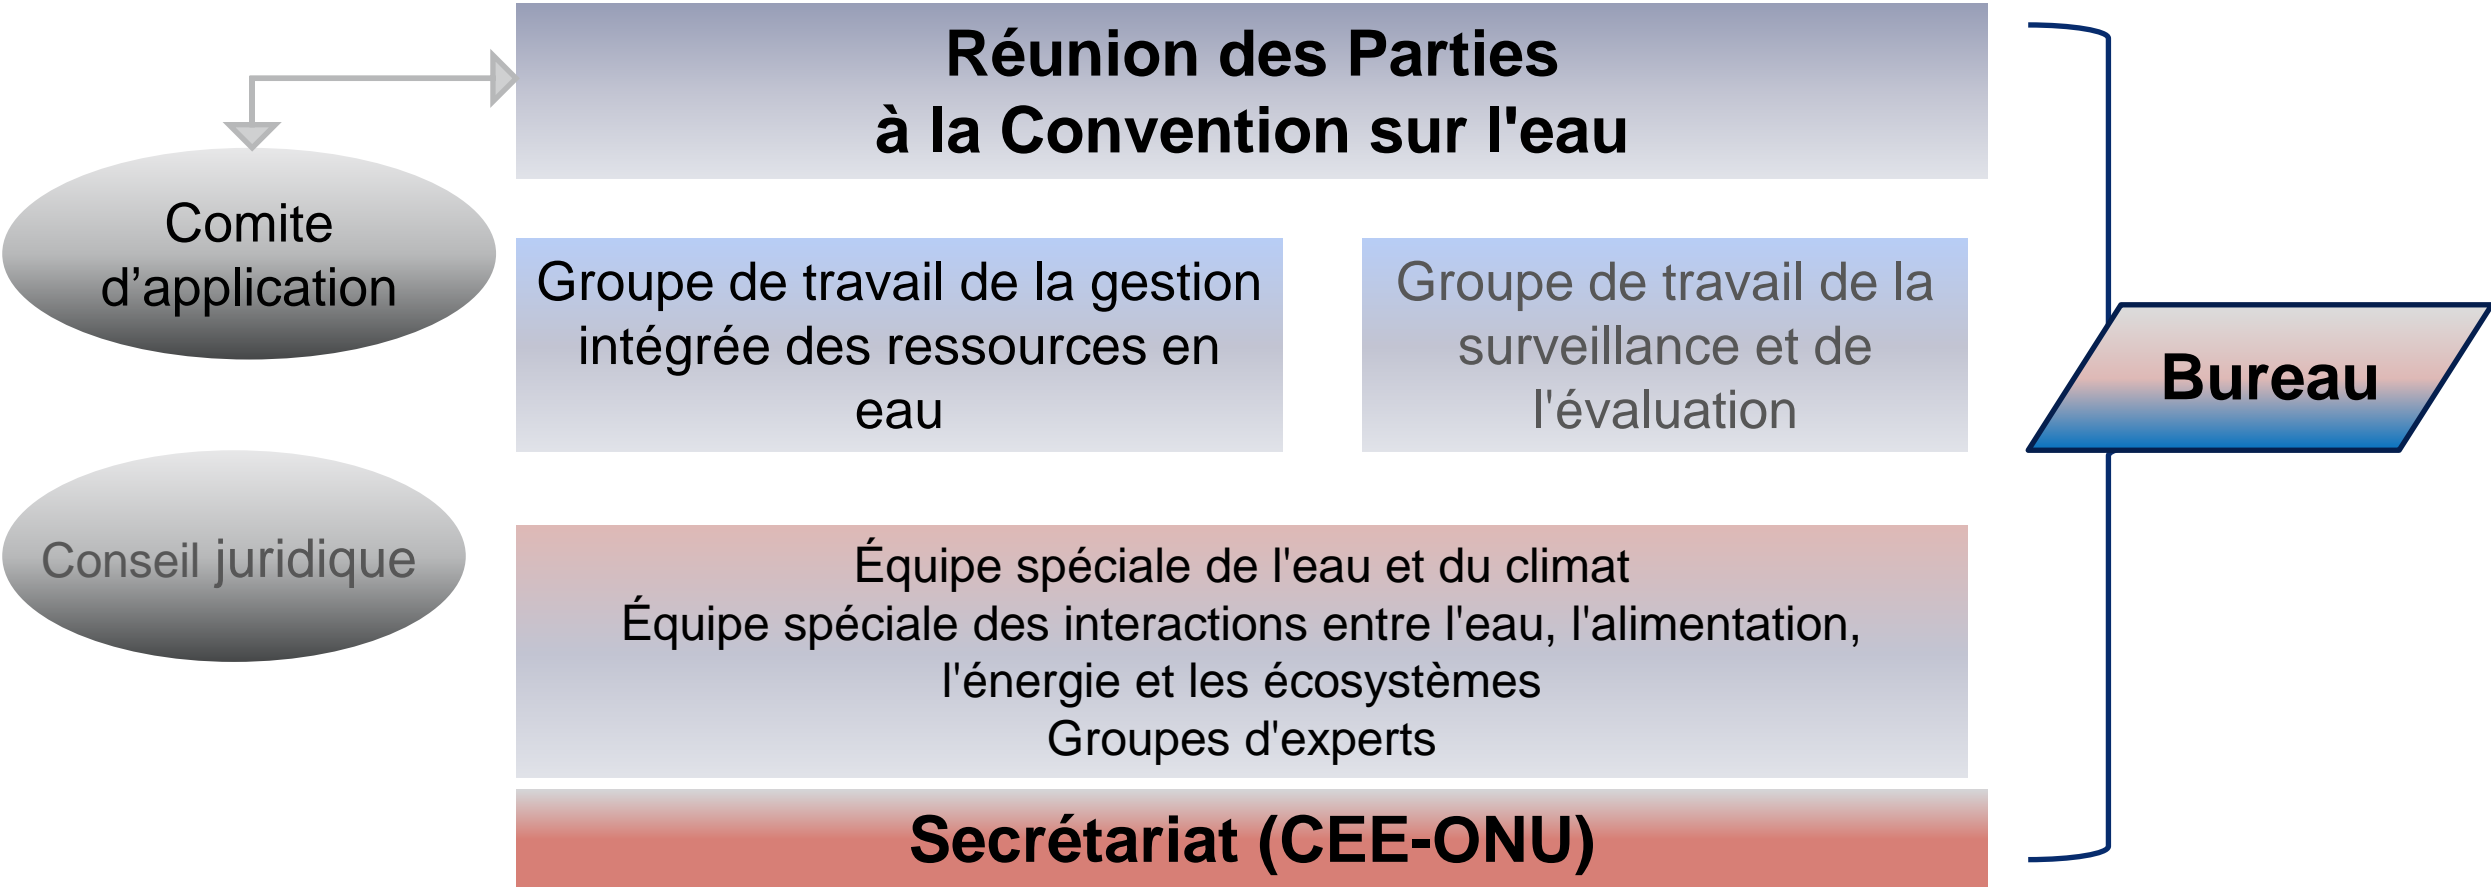 Réunion des Parties
à la Convention sur l'eau
Comite
d’application
Groupe de travail de la gestion
intégrée des ressources en
eau
Groupe de travail de la
surveillance et de
l'évaluation
Bureau
Conseil juridique
Équipe spéciale de l'eau et du climat
Équipe spéciale des interactions entre l'eau, l'alimentation,
l'énergie et les écosystèmes
Groupes d'experts
Secrétariat (CEE-ONU)